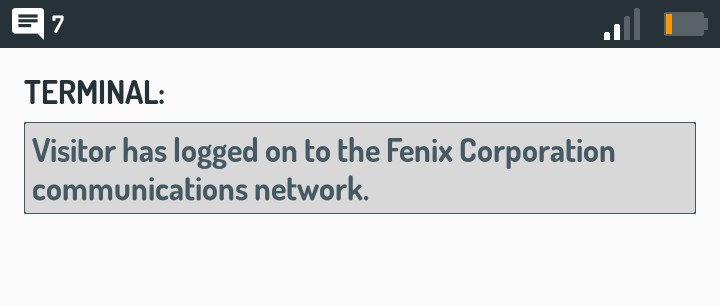 7
TERMINAL:
Visitor has logged on to the Fenix Corporation
communications network.